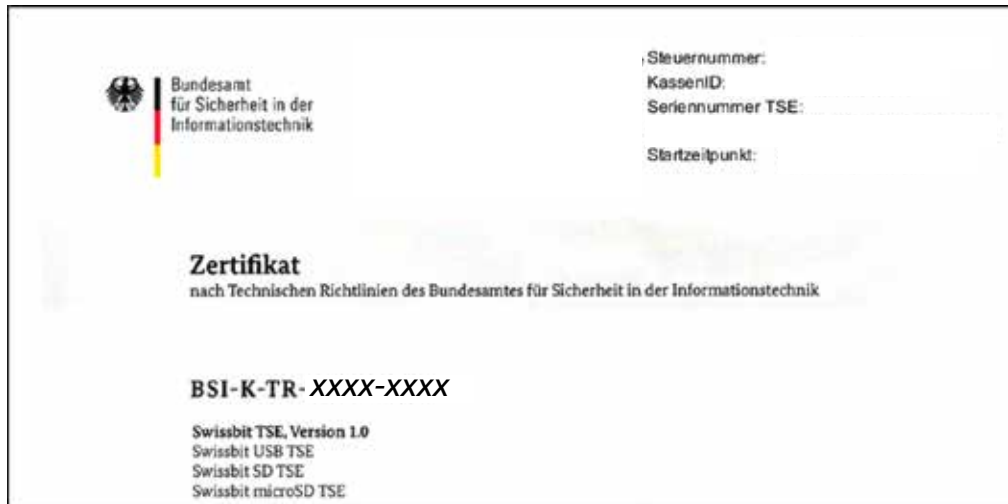 Bundesamt
für Sicherheit in der
Informationstechnik
Steuernummer:
KassenID:
Seriennummer TSE:
Startzeitpunkt:
Zertifikat
nach Technischen Richtlinien des Bundesamtes für Sicherheit in der Informationstechnik
BSI-K-TR-XXXX-XXXX
Swissbit TSE, Version 1.0
Swissbit USB TSE
Swissbit SD TSE
Swissbit microSD TSE